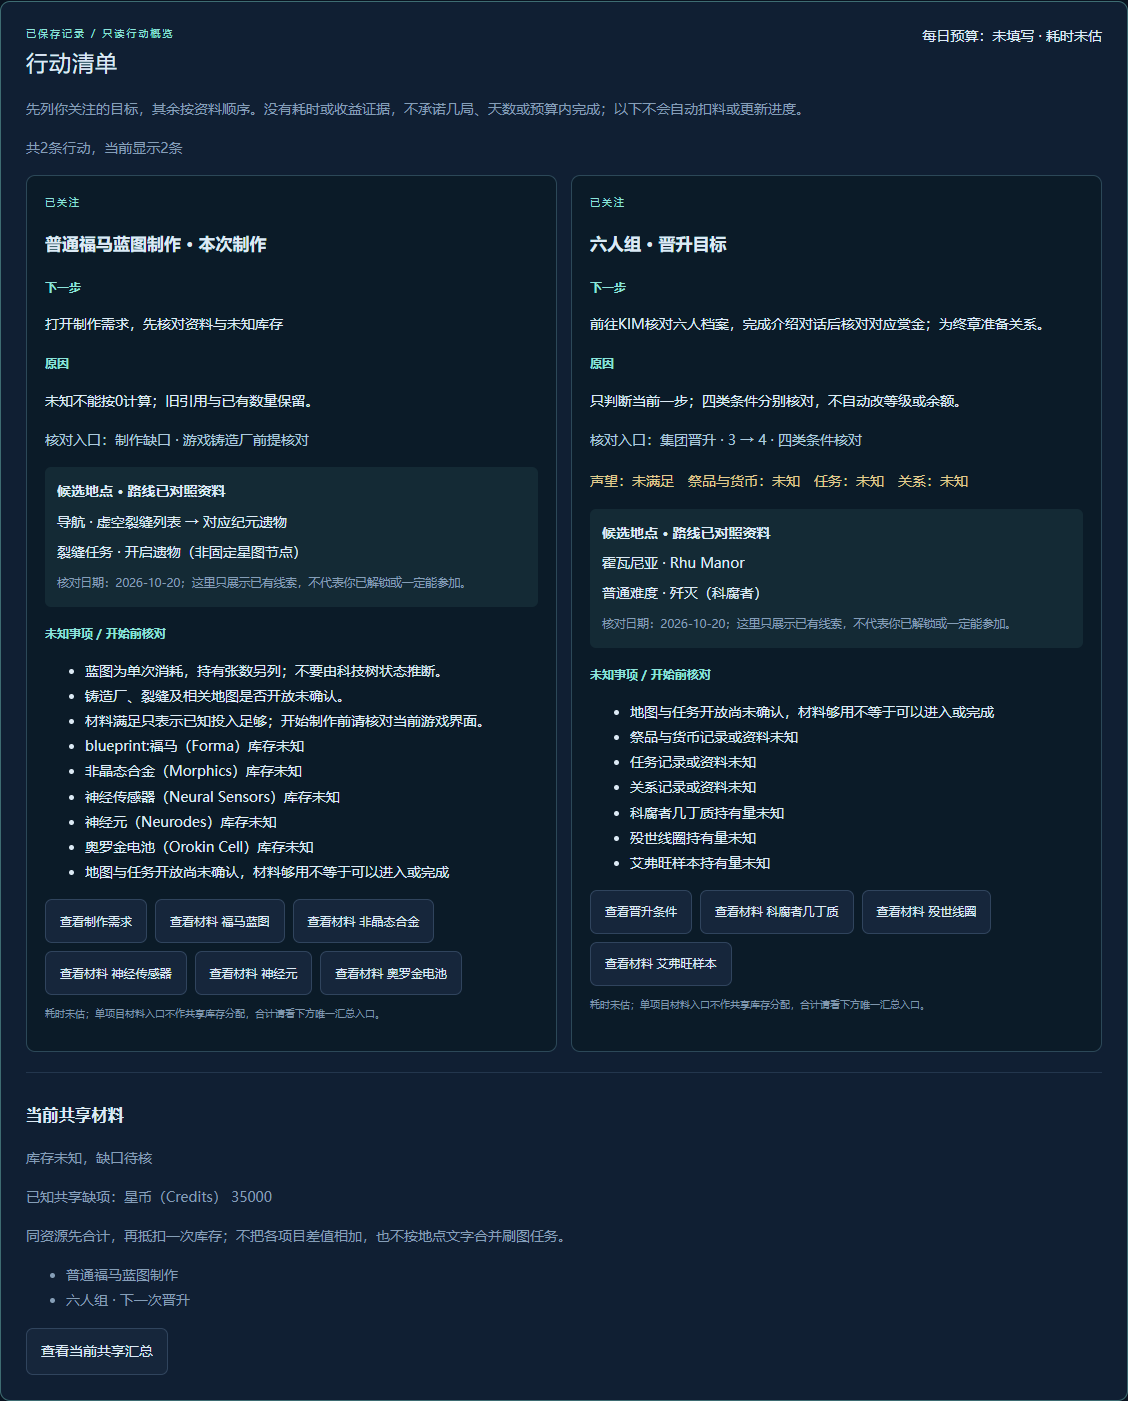 已保存记录 / 只读行动概览
每日预算：未填写 · 耗时未估
行动清单
先列你关注的目标，其余按资料顺序。没有耗时或收益证据，不承诺几局、天数或预算内完成；以下不会自动扣料或更新进度。
共2条行动，当前显示2条
已关注
普通福马蓝图制作 • 本次制作
下一步
打开制作需求，先核对资料与未知库存
原因
未知不能按0计算；旧引用与已有数量保留。
核对入口：制作缺口 · 游戏铸造厂前提核对
候选地点 • 路线已对照资料
导航 · 虚空裂缝列表 → 对应纪元遗物
裂缝任务 · 开启遗物（非固定星图节点）
核对日期：2026-10-20；这里只展示已有线索，不代表你已解锁或一定能参加。
未知事项 / 开始前核对
• 蓝图为单次消耗，持有张数另列；不要由科技树状态推断。
• 铸造厂、裂缝及相关地图是否开放未确认。
• 材料满足只表示已知投入足够；开始制作前请核对当前游戏界面。
• blueprint:福马（Forma）库存未知
• 非晶态合金（Morphics）库存未知
• 神经传感器（Neural Sensors）库存未知
• 神经元（Neurodes）库存未知
• 奥罗金电池（Orokin Cell）库存未知
• 地图与任务开放尚未确认，材料够用不等于可以进入或完成
查看制作需求
查看材料 福马蓝图
查看材料 非晶态合金
查看材料 神经传感器
查看材料 神经元
查看材料 奥罗金电池
耗时未估；单项目材料入口不作共享库存分配，合计请看下方唯一汇总入口。
已关注
六人组 • 晋升目标
下一步
前往KIM核对六人档案，完成介绍对话后核对对应赏金；为终章准备关系。
原因
只判断当前一步；四类条件分别核对，不自动改等级或余额。
核对入口：集团晋升 · 3 → 4 · 四类条件核对
声望：未满足 祭品与货币：未知 任务：未知 关系：未知
候选地点 • 路线已对照资料
霍瓦尼亚 · Rhu Manor
普通难度 · 歼灭（科腐者）
核对日期：2026-10-20；这里只展示已有线索，不代表你已解锁或一定能参加。
未知事项 / 开始前核对
• 地图与任务开放尚未确认，材料够用不等于可以进入或完成
• 祭品与货币记录或资料未知
• 任务记录或资料未知
• 关系记录或资料未知
• 科腐者几丁质持有量未知
• 殁世线圈持有量未知
• 艾弗旺样本持有量未知
查看晋升条件
查看材料 科腐者几丁质
查看材料 殁世线圈
查看材料 艾弗旺样本
耗时未估；单项目材料入口不作共享库存分配，合计请看下方唯一汇总入口。
当前共享材料
库存未知，缺口待核
已知共享缺项：星币（Credits） 35000
同资源先合计，再抵扣一次库存；不把各项目差值相加，也不按地点文字合并刷图任务。
• 普通福马蓝图制作
• 六人组 · 下一次晋升
查看当前共享汇总